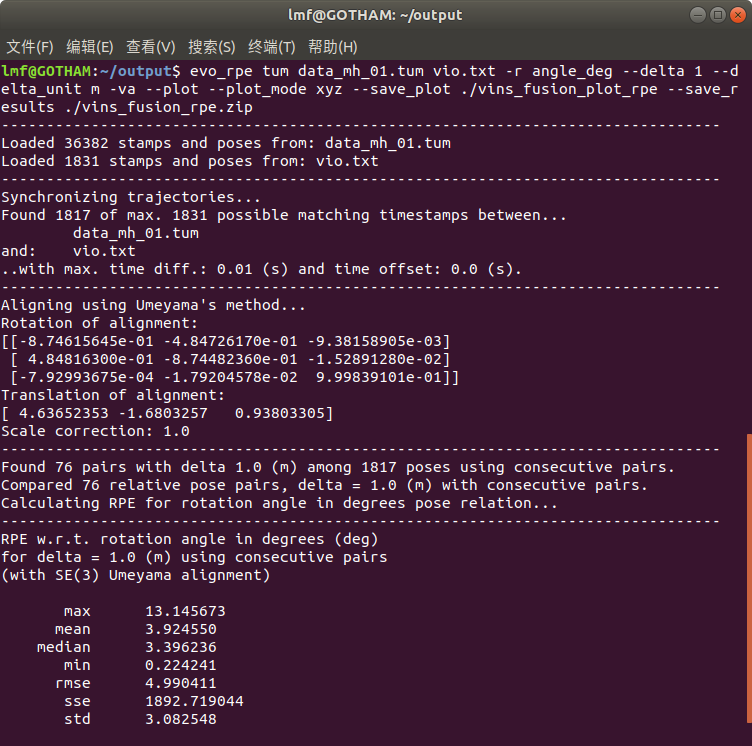 lmf@GOTHAM: ~/output
文件(F) 编辑(E) 查看(V) 搜索(S) 终端(T) 帮助(H)
lmf@GOTHAM:~/output$ evo_rpe tum data_mh_01.tum vio.txt -r angle_deg --delta 1 --d
elta_unit m -va --plot --plot_mode xyz --save_plot ./vins_fusion_plot_rpe --save_r
esults ./vins_fusion_rpe.zip
--------------------------------------------------------------------------------
Loaded 36382 stamps and poses from: data_mh_01.tum
Loaded 1831 stamps and poses from: vio.txt
--------------------------------------------------------------------------------
Synchronizing trajectories...
Found 1817 of max. 1831 possible matching timestamps between...
        data_mh_01.tum
and:    vio.txt
..with max. time diff.: 0.01 (s) and time offset: 0.0 (s).
--------------------------------------------------------------------------------
Aligning using Umeyama's method...
Rotation of alignment:
[[-8.74615645e-01 -4.84726170e-01 -9.38158905e-03]
 [ 4.84816300e-01 -8.74482360e-01 -1.52891280e-02]
 [-7.92993675e-04 -1.79204578e-02  9.99839101e-01]]
Translation of alignment:
[ 4.63652353 -1.6803257   0.93803305]
Scale correction: 1.0
--------------------------------------------------------------------------------
Found 76 pairs with delta 1.0 (m) among 1817 poses using consecutive pairs.
Compared 76 relative pose pairs, delta = 1.0 (m) with consecutive pairs.
Calculating RPE for rotation angle in degrees pose relation...
--------------------------------------------------------------------------------
RPE w.r.t. rotation angle in degrees (deg)
for delta = 1.0 (m) using consecutive pairs
(with SE(3) Umeyama alignment)

       max      13.145673
      mean      3.924550
    median      3.396236
       min      0.224241
      rmse      4.990411
       sse      1892.719044
       std      3.082548